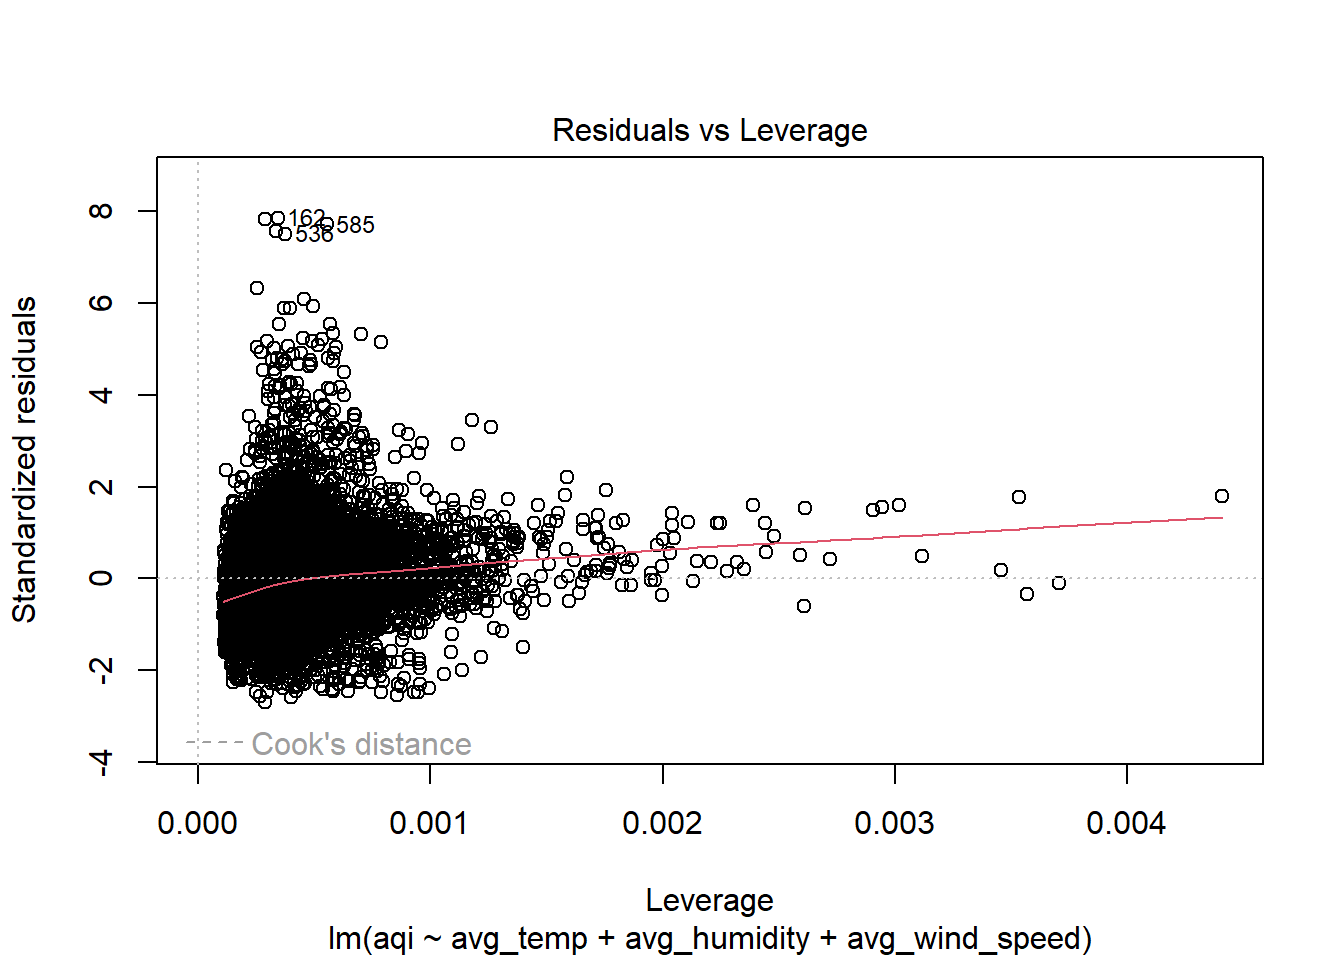 Residuals vs Leverage
Standardized residuals
8
6
4
2
0
-2
-4
162
585
536
Cook's distance
0.000 0.001 0.002 0.003 0.004
Leverage
lm(aqi ~ avg_temp + avg_humidity + avg_wind_speed)